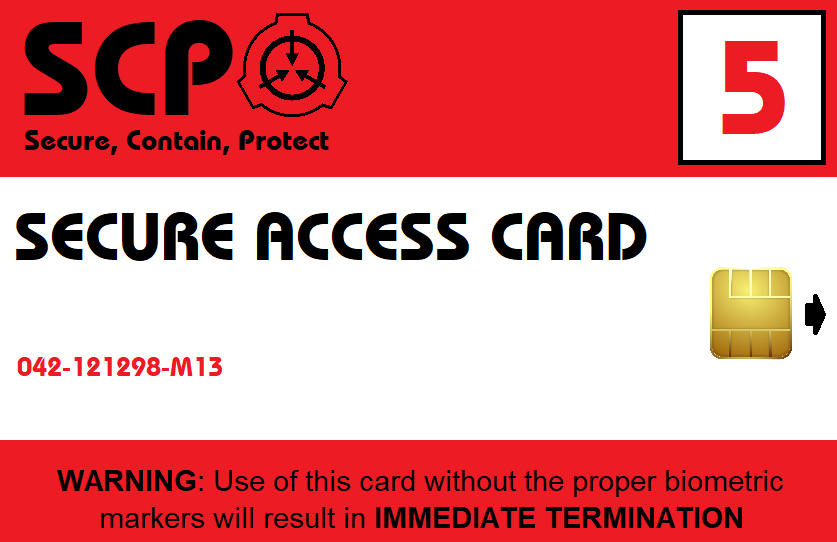 SCP
5
Secure, Contain, Protect
SECURE ACCESS CARD
042-121298-M13
WARNING: Use of this card without the proper biometric
markers will result in IMMEDIATE TERMINATION